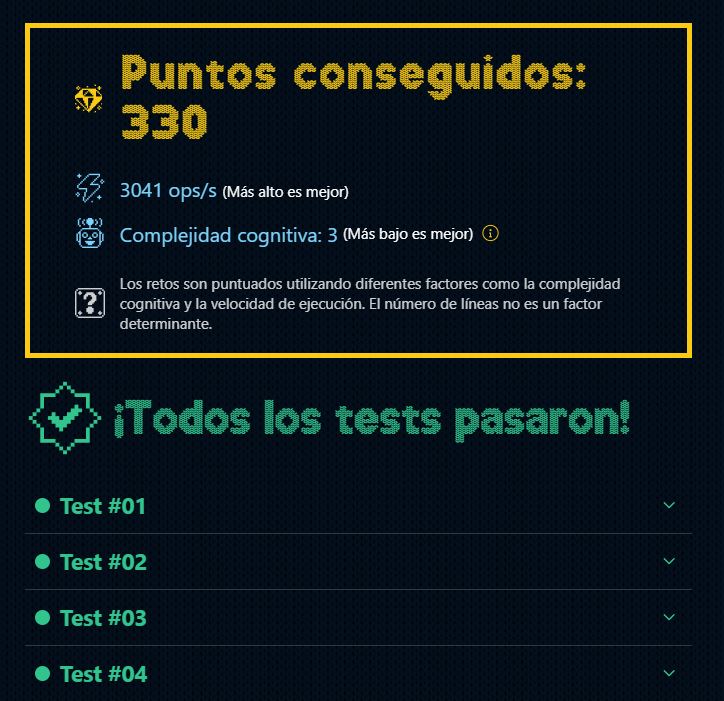 Puntos conseguidos:
330
3041 ops/s (Más alto es mejor)
Complejidad cognitiva: 3 (Más bajo es mejor)
Los retos son puntuados utilizando diferentes factores como la complejidad
cognitiva y la velocidad de ejecución. El número de líneas no es un factor
determinante.
¡Todos los tests pasaron!
Test #01
Test #02
Test #03
Test #04